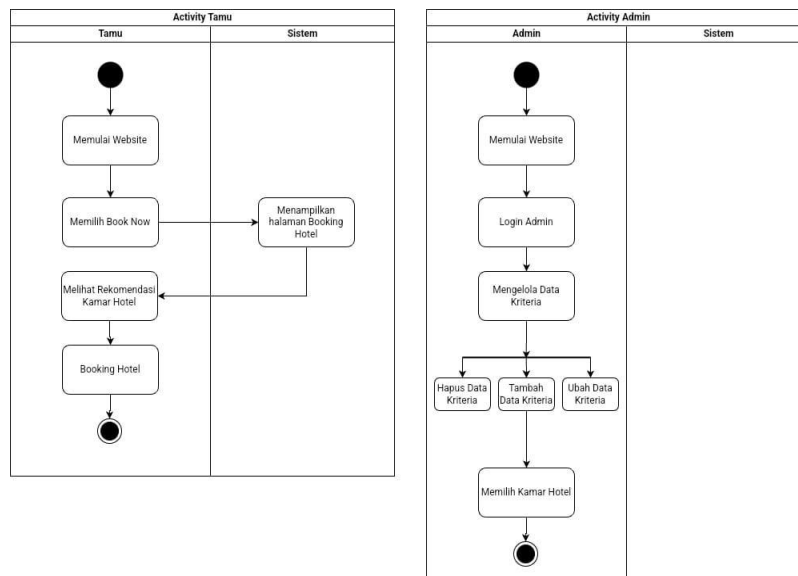 Activity Tamu
Tamu
Sistem
Memulai Website
Memilih Book Now
Menampilkan
halaman Booking
Hotel
Melihat Rekomendasi
Kamar Hotel
Booking Hotel
Activity Admin
Admin
Sistem
Memulai Website
Login Admin
Mengelola Data
Kriteria
Hapus Data
Kriteria
Tambah
Data Kriteria
Ubah Data
Kriteria
Memilih Kamar Hotel